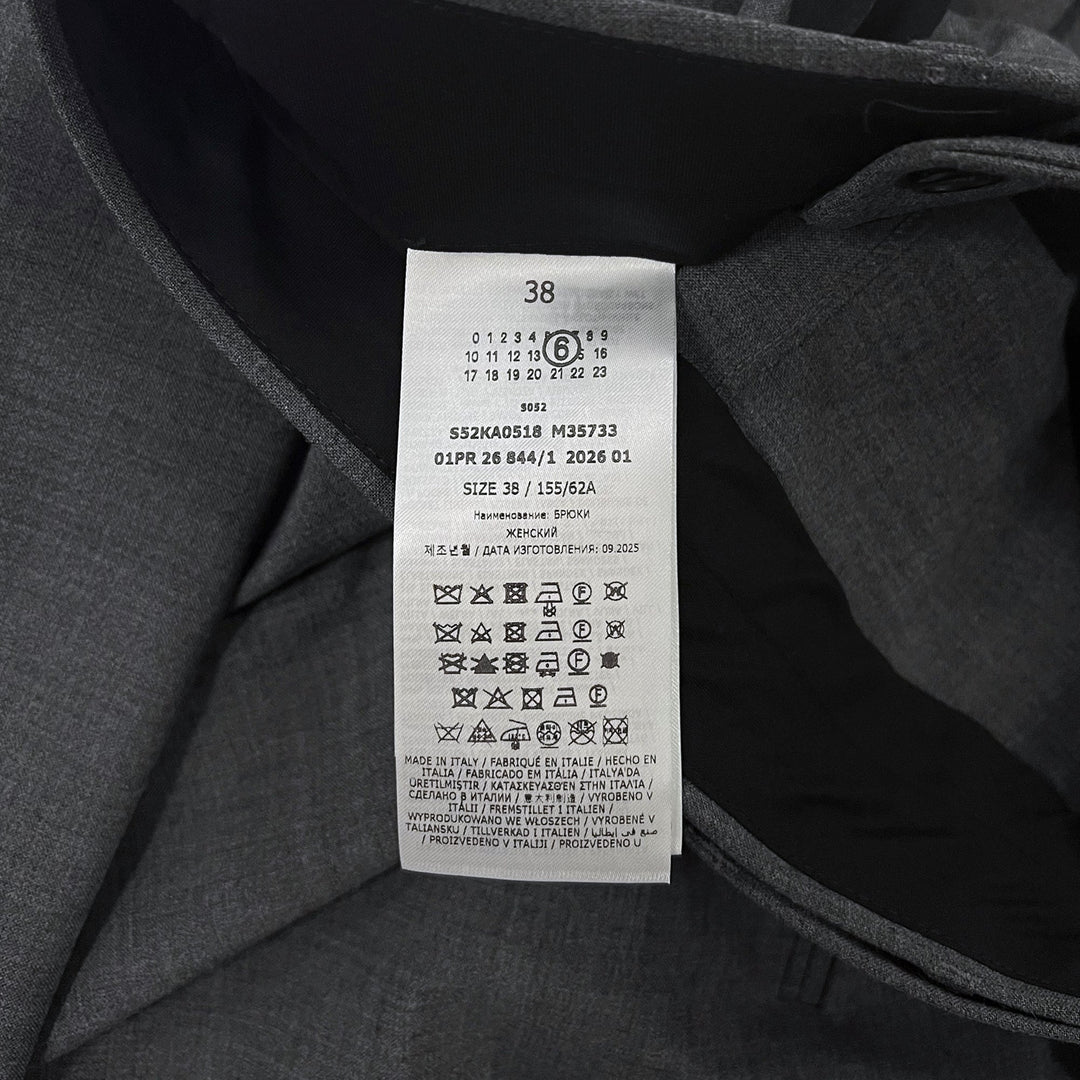 38
0 1 2 3 4 8 9
10 11 12 13 6 16
17 18 19 20 21 22 23
S052
S52KA0518 M35733
01PR 26 844/1 2026 01
SIZE 38 / 155/62A
Наименование: БРЮКИ
ЖЕНСКИЙ
제조년월 / ДАТА ИЗГОТОВЛЕНИЯ: 09.2025
MADE IN ITALY / FABRIQUÉ EN ITALIE / HECHO EN
ITALIA / FABRICADO EM ITÁLIA / ITALYA'DA
ÜRETILMIŞTIR / ΚΑΤΑΣΚΕΥΑΣΘΕΝ ΣΤΗΝ ΙΤΑΛΙΑ /
СДЕЛАНО В ИТАЛИИ / 意大利制造 / VYROBENO V
ITÁLII / FREMSTILLET I ITALIEN /
WYPRODUKOWANO WE WŁOSZECH / VYROBENÉ V
TALIANSKU / TILLVERKAD I ITALIEN / صنع في إيطاليا
/ PROIZVEDENO V ITALIJI / PROIZVEDENO U